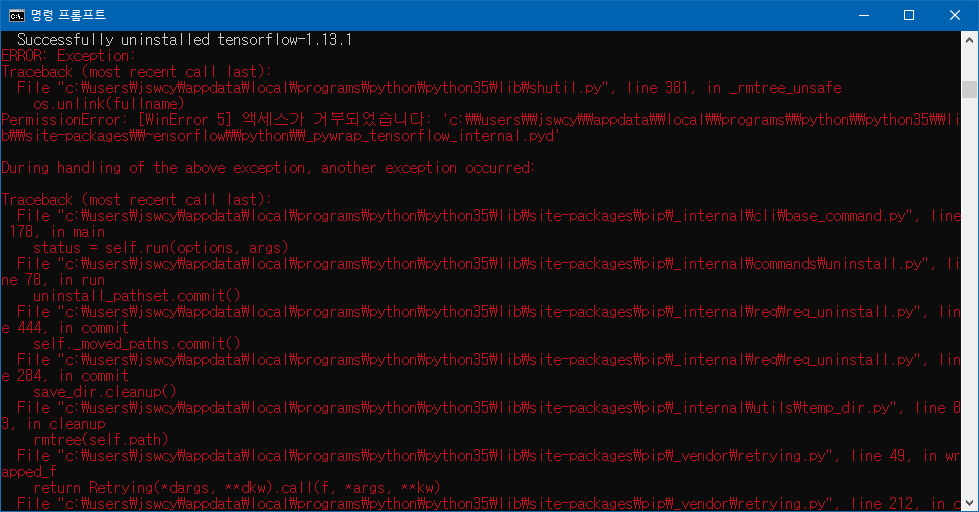 명령 프롬프트
Successfully uninstalled tensorflow-1.13.1
ERROR: Exception:
Traceback (most recent call last):
File "c:₩users₩jswcy₩appdata₩local₩programs₩python₩python35₩lib₩shutil.py", line 381, in _rmtree_unsafe
os.unlink(fullname)
PermissionError: [WinError 5] 액세스가 거부되었습니다: 'c:₩₩users₩₩jswcy₩₩appdata₩₩local₩₩programs₩₩python₩₩python35₩₩li
b₩₩site-packages₩₩~ensorflow₩₩python₩₩_pywrap_tensorflow_internal.pyd'
During handling of the above exception, another exception occurred:
Traceback (most recent call last):
File "c:₩users₩jswcy₩appdata₩local₩programs₩python₩python35₩lib₩site-packages₩pip₩_internal₩cli₩base_command.py", line
178, in main
status = self.run(options, args)
File "c:₩users₩jswcy₩appdata₩local₩programs₩python₩python35₩lib₩site-packages₩pip₩_internal₩commands₩uninstall.py", li
ne 78, in run
uninstall_pathset.commit()
File "c:₩users₩jswcy₩appdata₩local₩programs₩python₩python35₩lib₩site-packages₩pip₩_internal₩req₩req_uninstall.py", lin
e 444, in commit
self._moved_paths.commit()
File "c:₩users₩jswcy₩appdata₩local₩programs₩python₩python35₩lib₩site-packages₩pip₩_internal₩req₩req_uninstall.py", lin
e 284, in commit
save_dir.cleanup()
File "c:₩users₩jswcy₩appdata₩local₩programs₩python₩python35₩lib₩site-packages₩pip₩_internal₩utils₩temp_dir.py", line 8
3, in cleanup
rmtree(self.path)
File "c:₩users₩jswcy₩appdata₩local₩programs₩python₩python35₩lib₩site-packages₩pip₩_vendor₩retrying.py", line 49, in wr
apped_f
return Retrying(*dargs, **dkw).call(f, *args, **kw)
File "c:₩users₩jswcy₩appdata₩local₩programs₩python₩python35₩lib₩site-packages₩pip₩_vendor₩retrying.py", line 212, in c